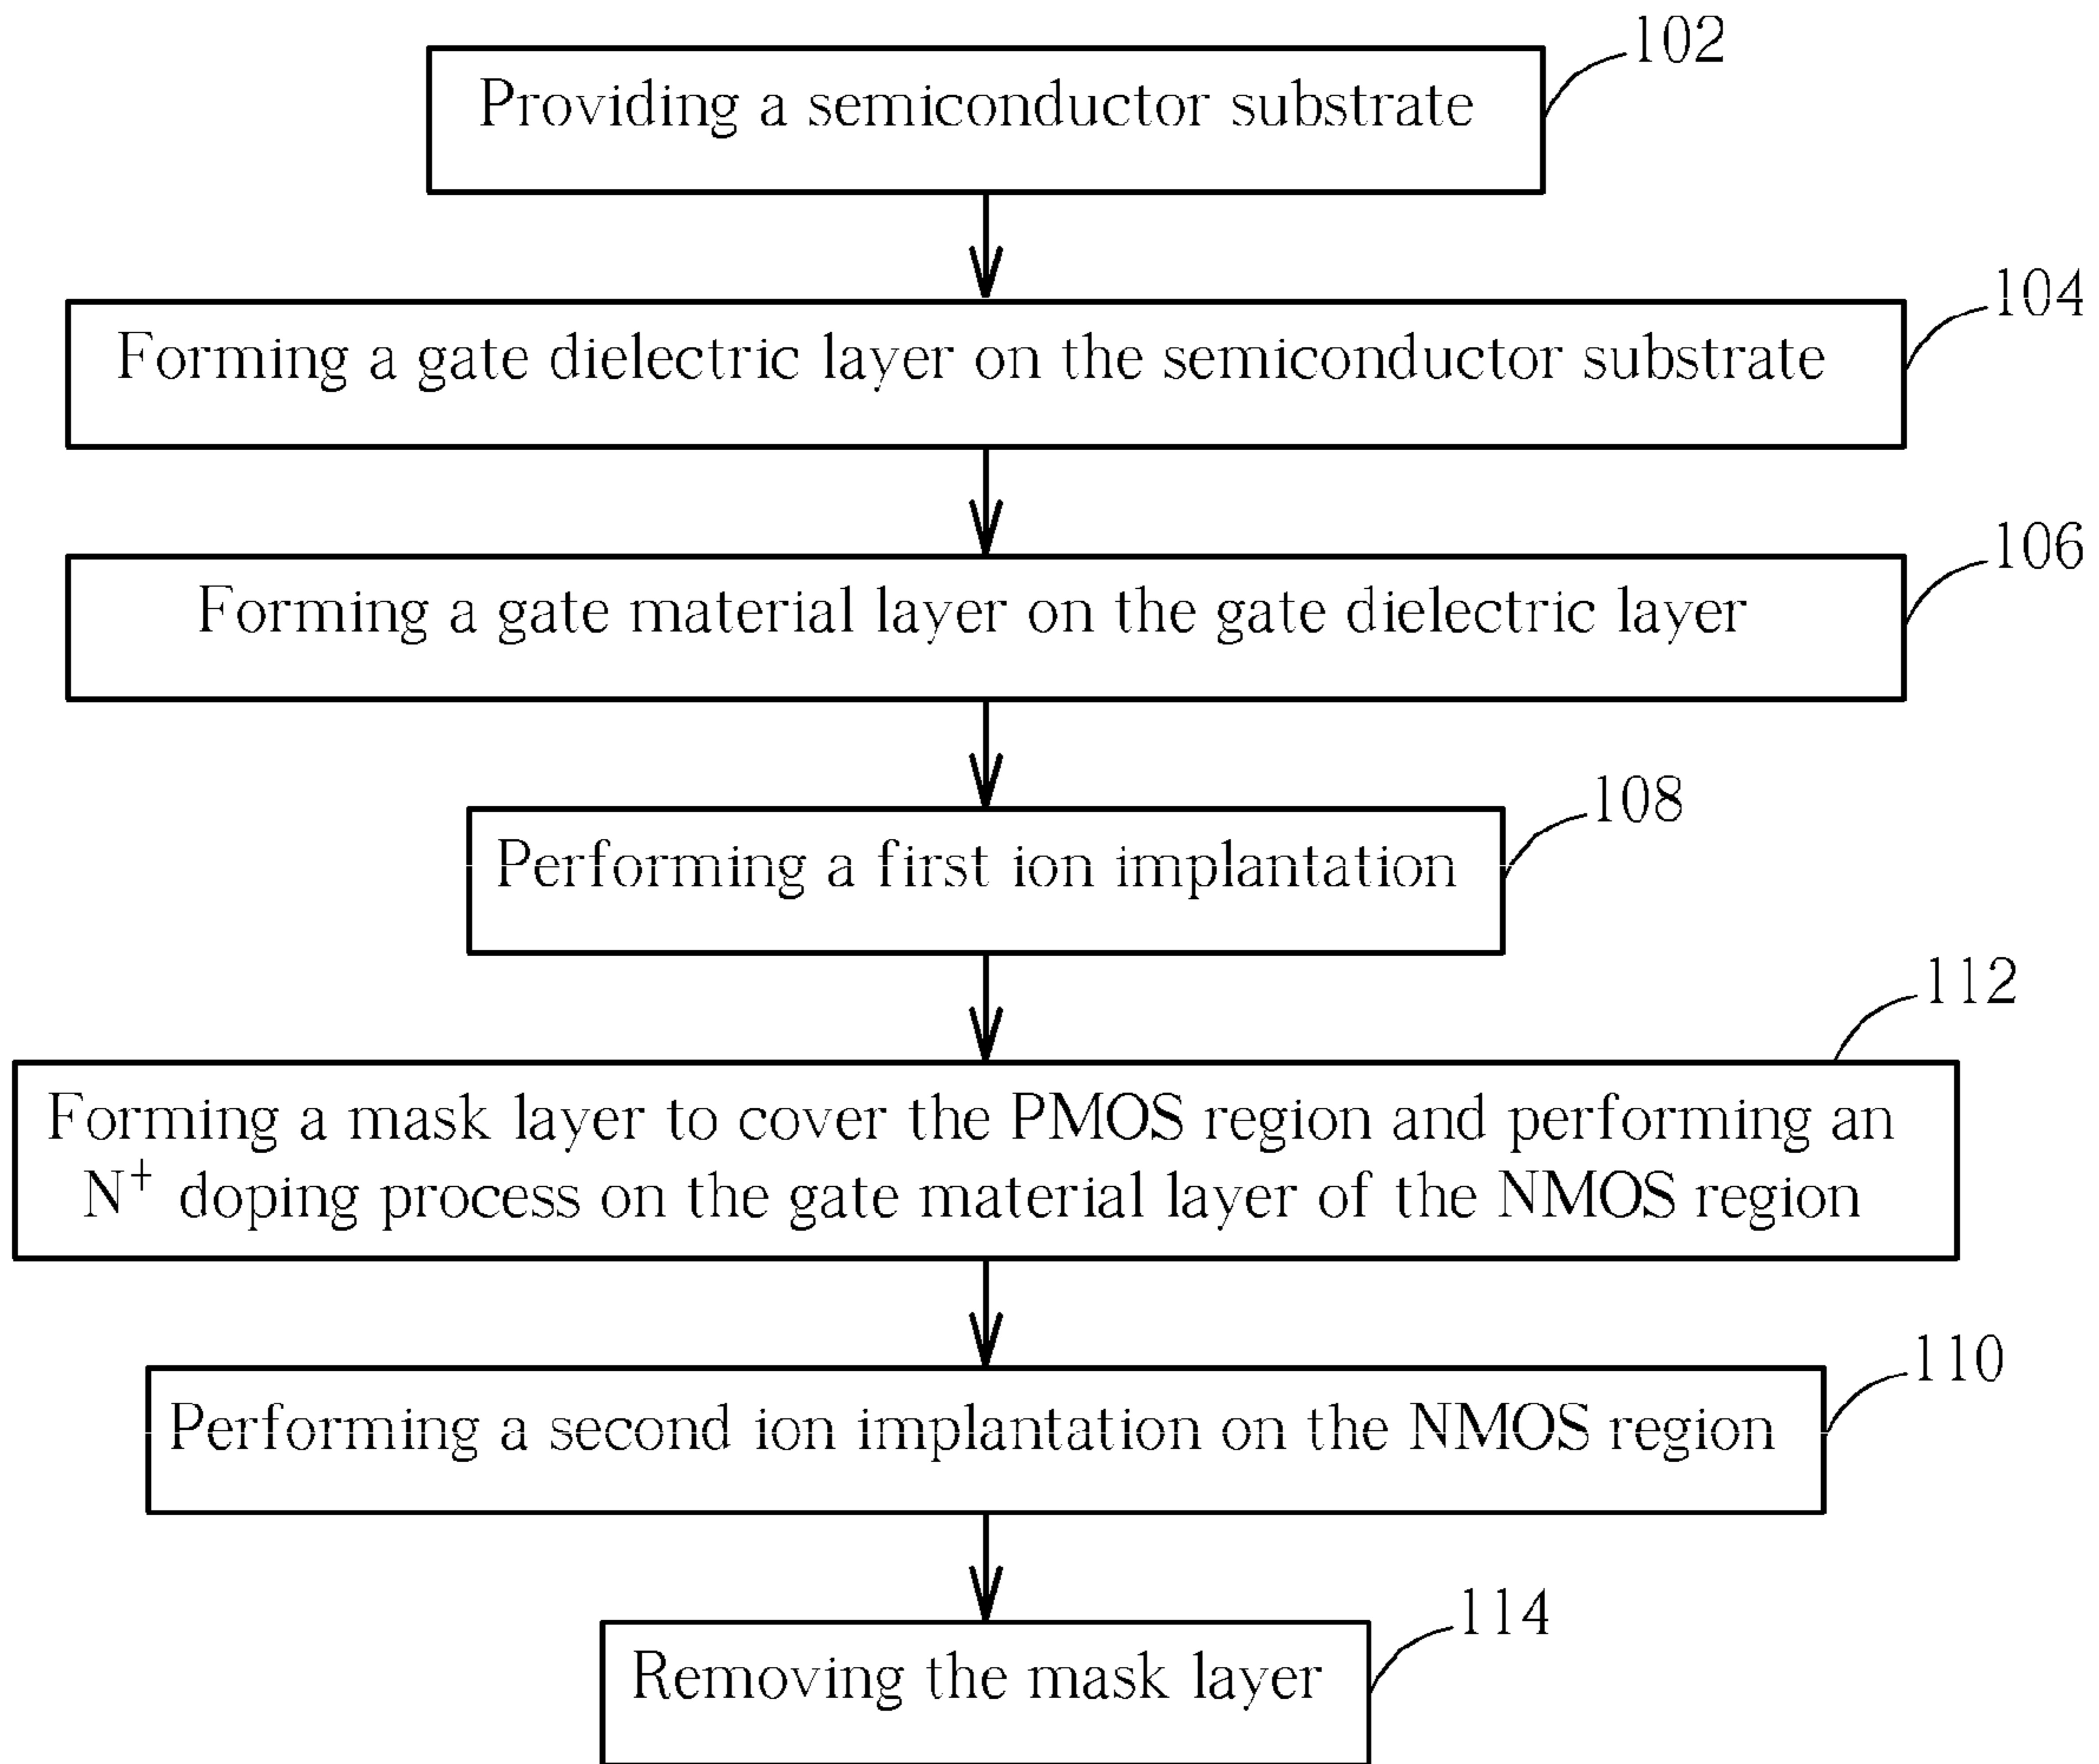 102
Providing a semiconductor substrate
104
Forming a gate dielectric layer on the semiconductor substrate
106
Forming a gate material layer on the gate dielectric layer
108
Performing a first ion implantation
112
Forming a mask layer to cover the PMOS region and performing an
N⁺ doping process on the gate material layer of the NMOS region
110
Performing a second ion implantation on the NMOS region
114
Removing the mask layer